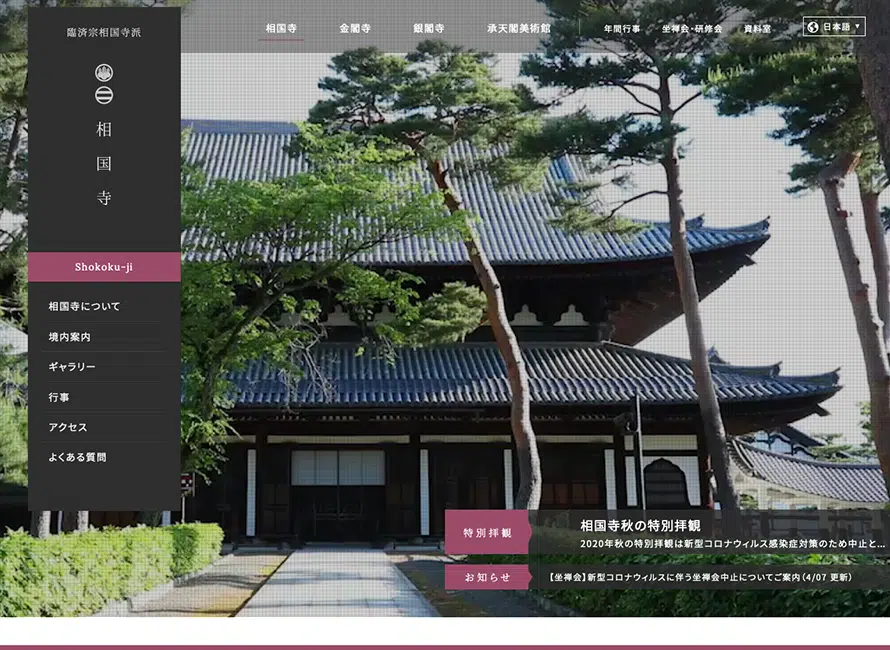 臨済宗相国寺派
相国寺
Shokoku-ji
相国寺について
境内案内
ギャラリー
行事
アクセス
よくある質問
相国寺 金閣寺 銀閣寺 承天閣美術館 年間行事 坐禅会・研修会 資料室 日本語 ▼
特別拝観
相国寺秋の特別拝観
2020年秋の特別拝観は新型コロナウィルス感染症対策のため中止と...
お知らせ
【坐禅会】新型コロナウィルスに伴う坐禅会中止についてご案内（4/07 更新）